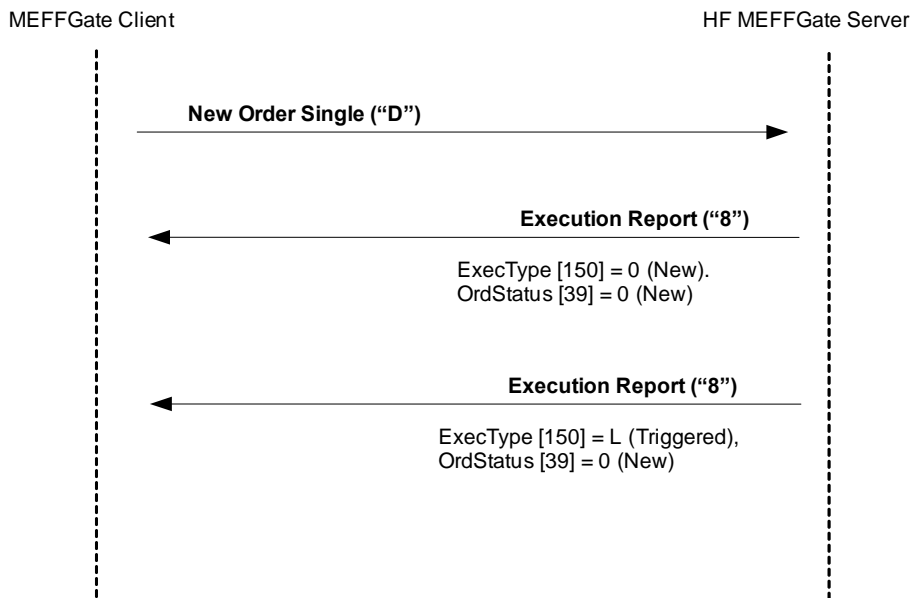 MEFFGate Client
HF MEFFGate Server
New Order Single (“D”)
Execution Report (“8”)
ExecType [150] = 0 (New).
OrdStatus [39] = 0 (New)
Execution Report (“8”)
ExecType [150] = L (Triggered),
OrdStatus [39] = 0 (New)